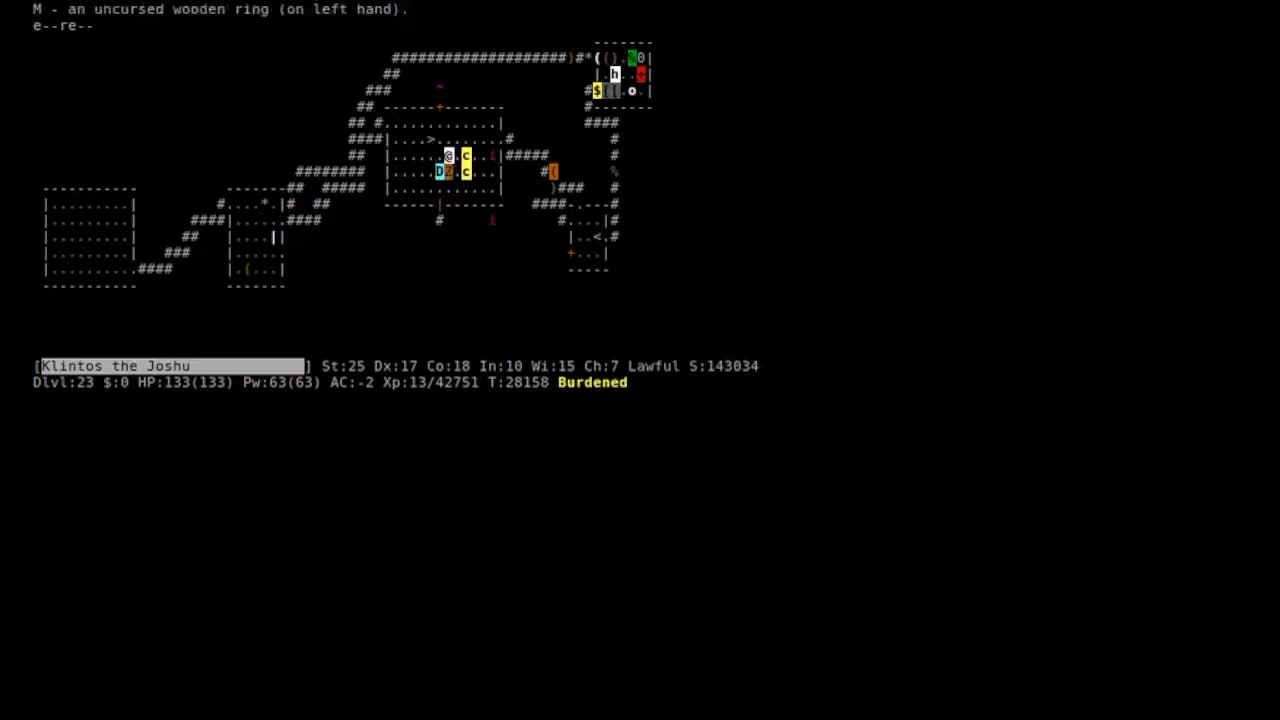 M - an uncursed wooden ring (on left hand).
e--re--
[Klintos the Joshu ] St:25 Dx:17 Co:18 In:10 Wi:15 Ch:7 Lawful S:143034
Dlvl:23 $:0 HP:133(133) Pw:63(63) AC:-2 Xp:13/42751 T:28158 Burdened